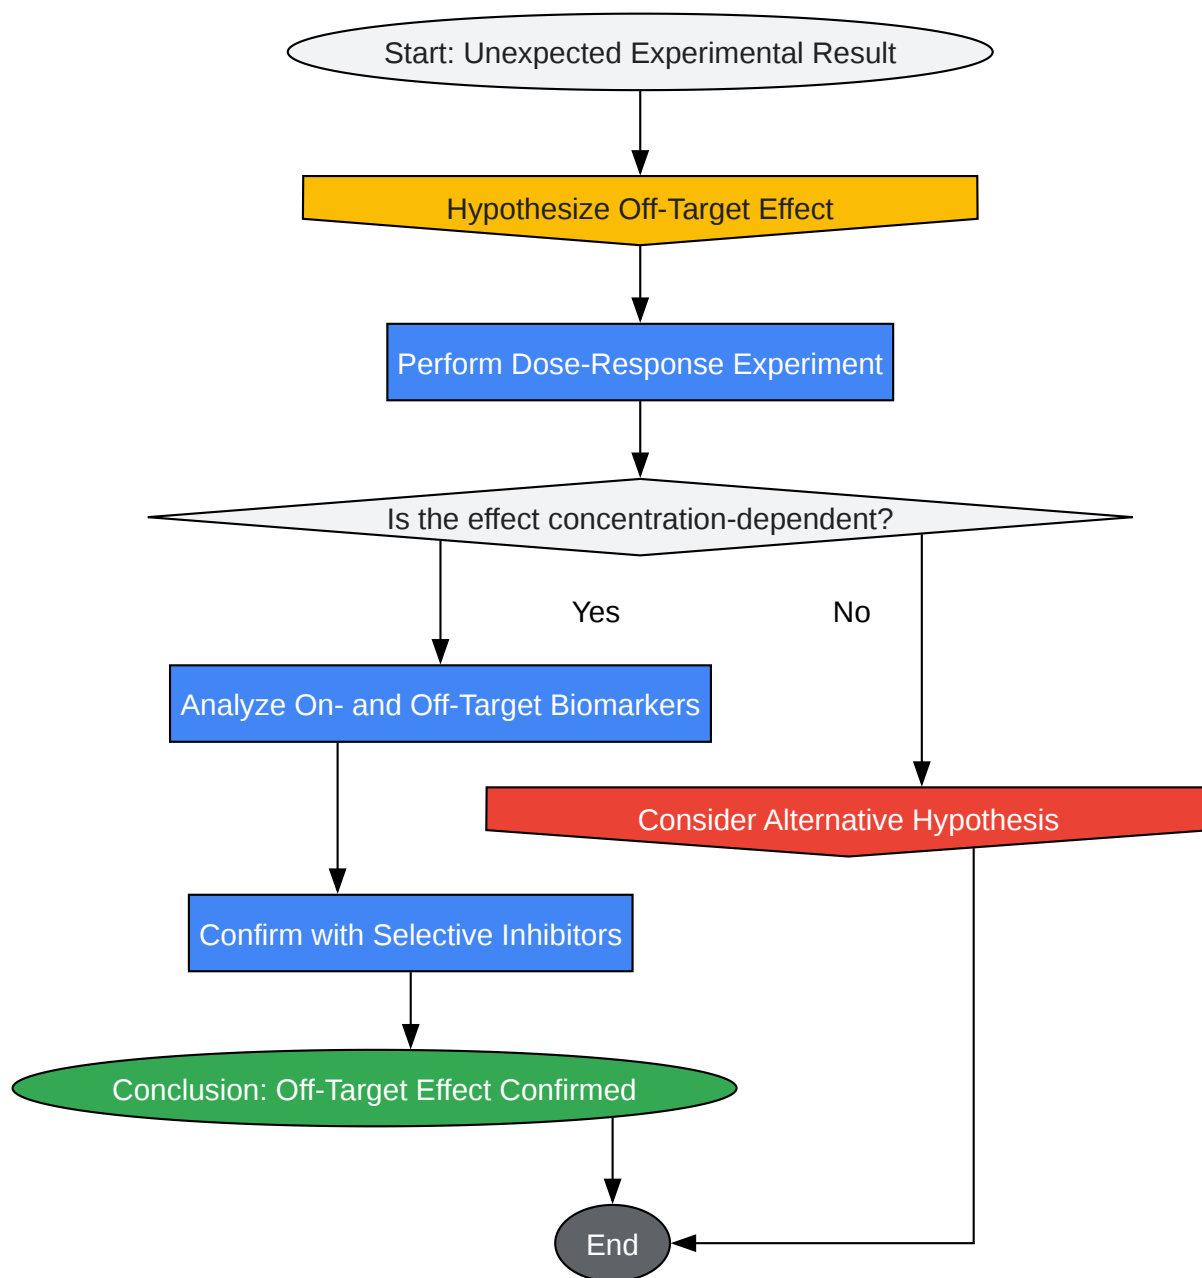 Start: Unexpected Experimental Result
Hypothesize Off-Target Effect
Perform Dose-Response Experiment
Is the effect concentration-dependent?
Yes
No
Analyze On- and Off-Target Biomarkers
Consider Alternative Hypothesis
Confirm with Selective Inhibitors
Conclusion: Off-Target Effect Confirmed
End